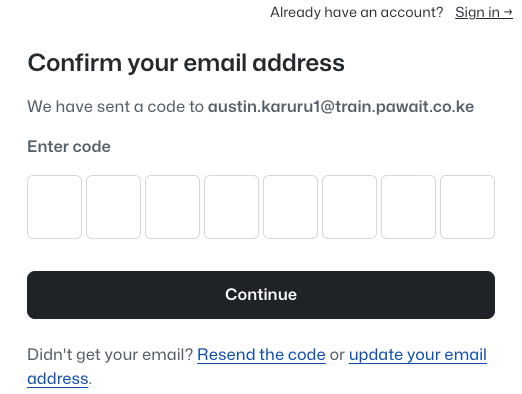 Already have an account? Sign in →
Confirm your email address
We have sent a code to austin.karuru1@train.pawait.co.ke
Enter code
Continue
Didn't get your email? Resend the code or update your email
address.